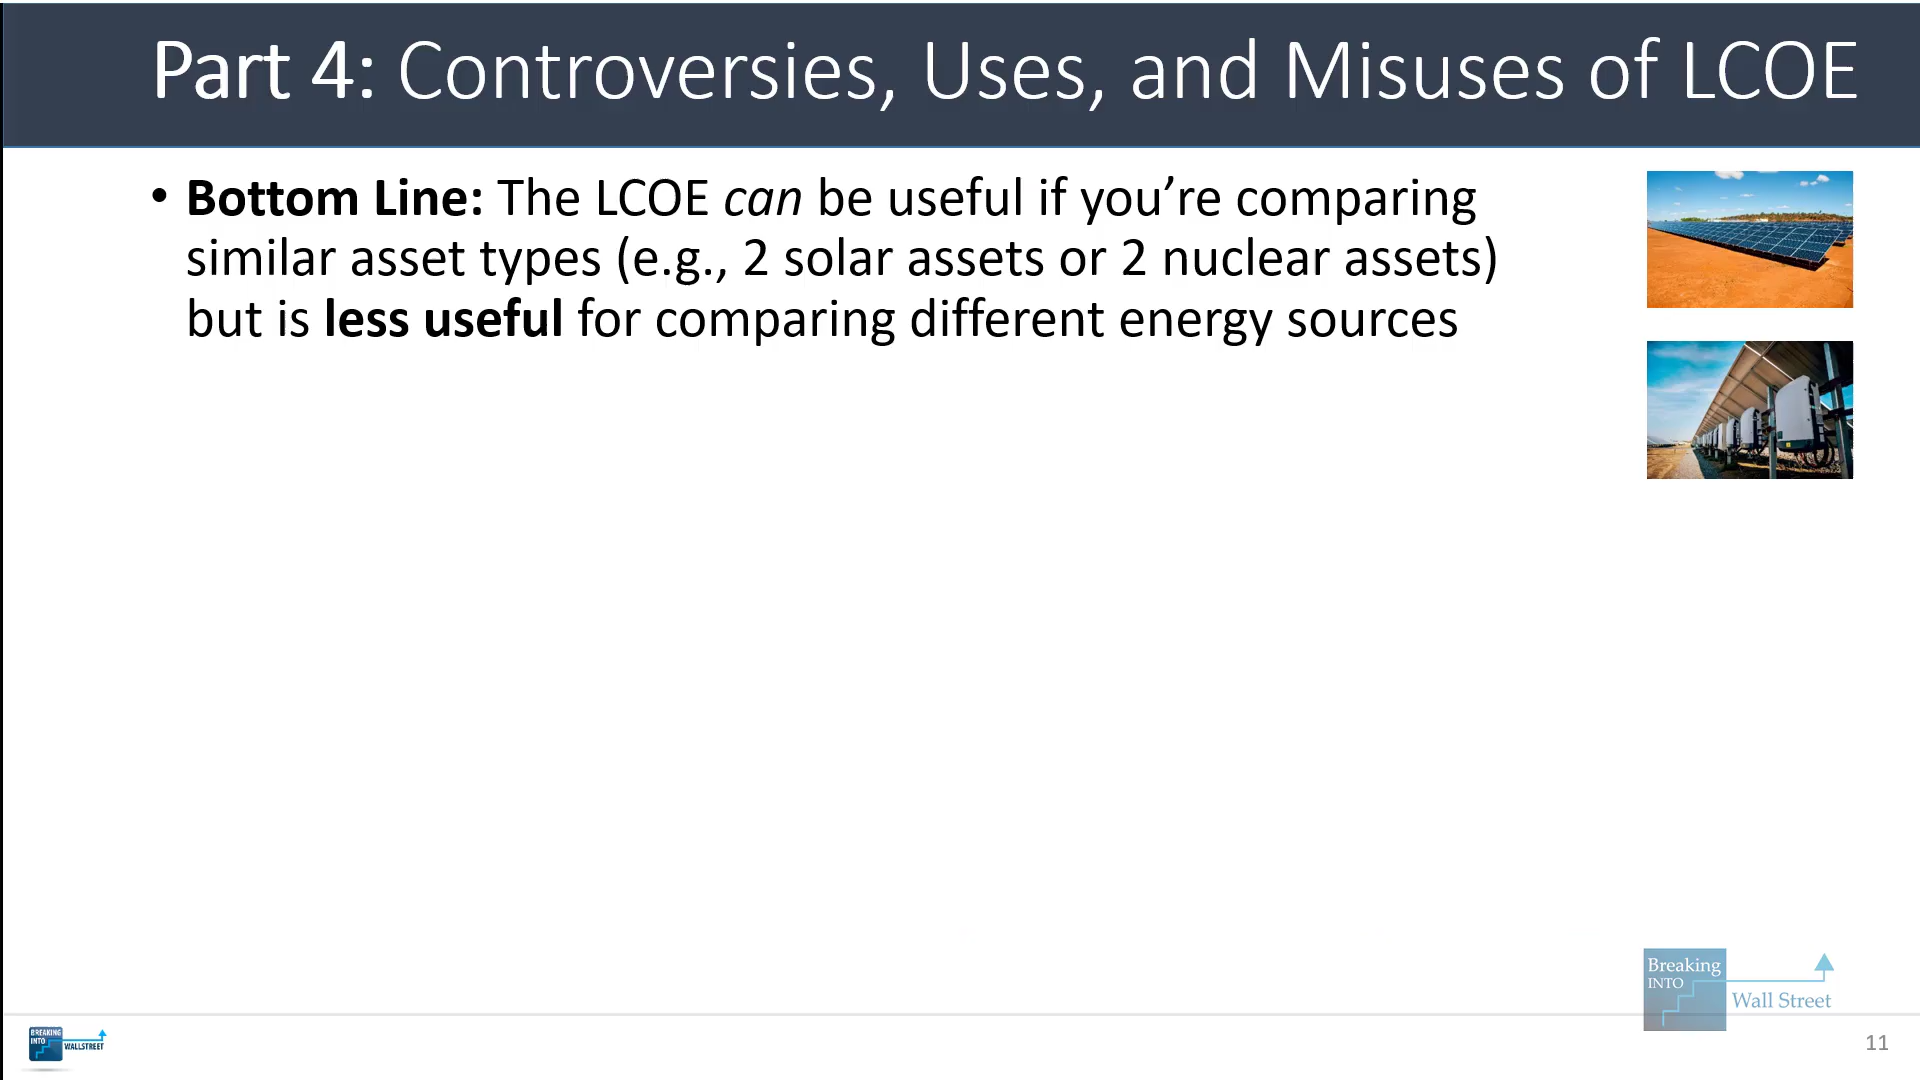 Part 4: Controversies, Uses, and Misuses of LCOE
• Bottom Line: The LCOE can be useful if you’re comparing
similar asset types (e.g., 2 solar assets or 2 nuclear assets)
but is less useful for comparing different energy sources
Breaking
INTO
Wall Street
BREAKING
INTO
WALLSTREET
11